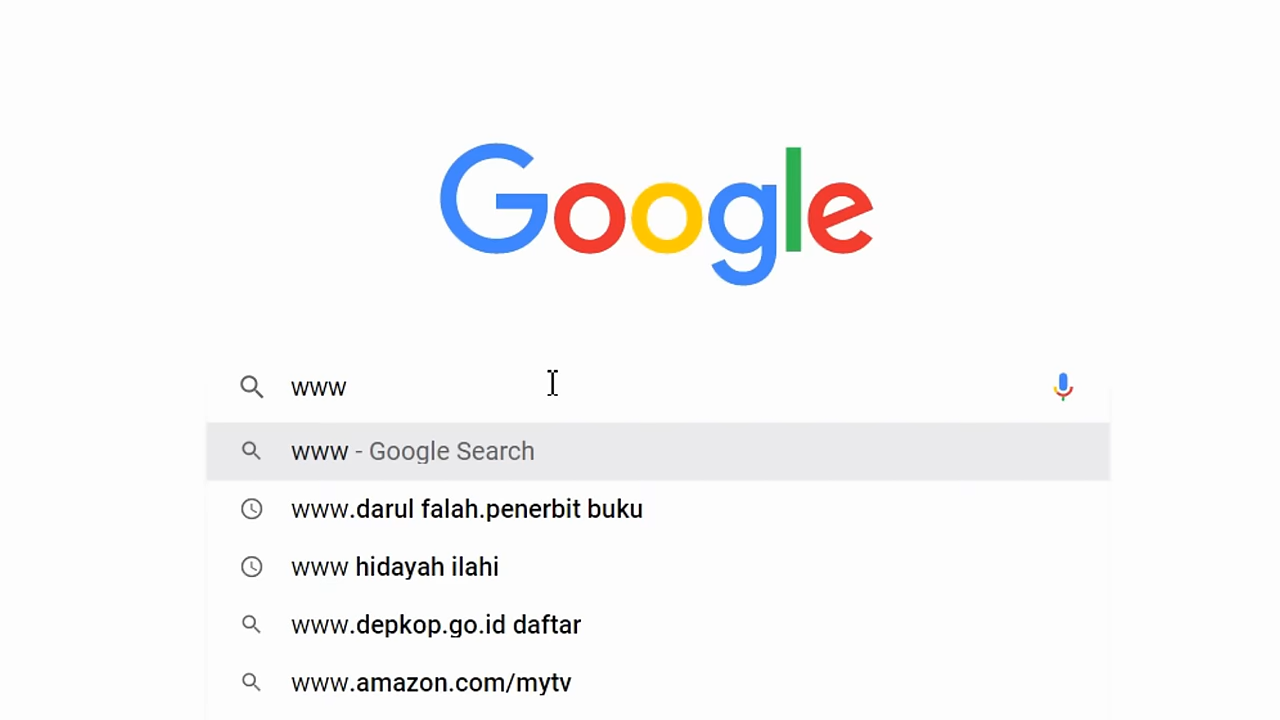 Google
www
www - Google Search
www.darul falah.penerbit buku
www hidayah ilahi
www.depkop.go.id daftar
www.amazon.com/mytv